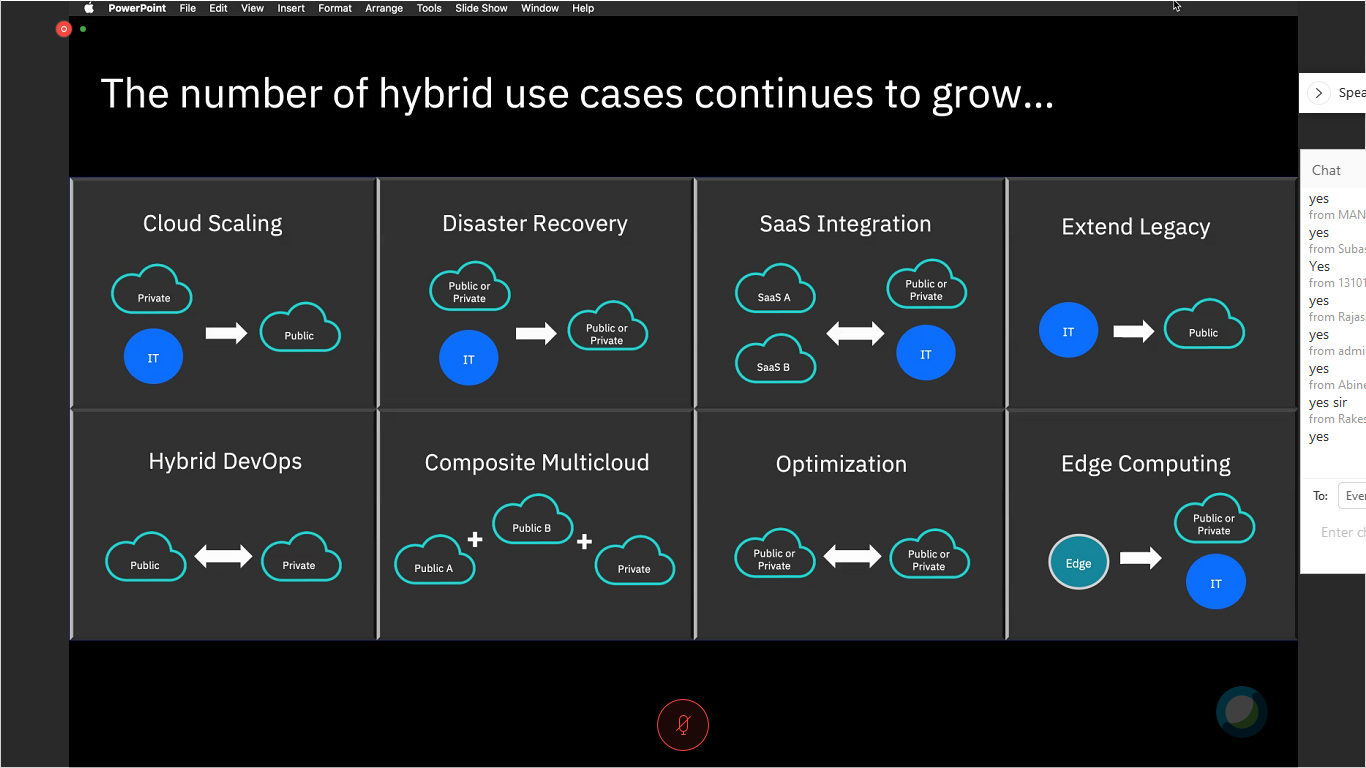 PowerPoint File Edit View Insert Format Arrange Tools Slide Show Window Help
The number of hybrid use cases continues to grow...
Cloud Scaling
Private
IT
Public
Disaster Recovery
Public or
Private
IT
Public or
Private
SaaS Integration
SaaS A
SaaS B
Public or
Private
IT
Extend Legacy
IT
Public
Hybrid DevOps
Public
Private
Composite Multicloud
Public A
Public B
Private
Optimization
Public or
Private
Public or
Private
Edge Computing
Edge
Public or
Private
IT
Spea
Chat
yes
from MAN
yes
from Subas
Yes
from 13101
yes
from Rajas
yes
from admi
yes
from Abine
yes sir
from Rakes
yes
To: Ever
Enter ch